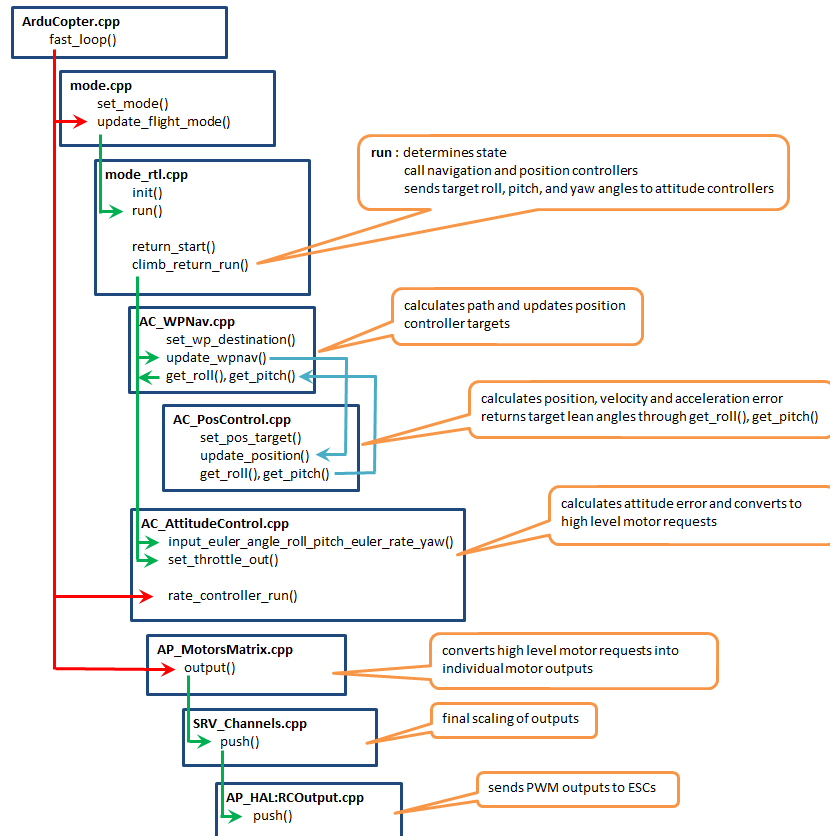 ArduCopter.cpp
fast_loop()
mode.cpp
set_mode()
update_flight_mode()
mode_rtl.cpp
init()
run()
return_start()
climb_return_run()
run : determines state
call navigation and position controllers
sends target roll, pitch, and yaw angles to attitude controllers
AC_WPNav.cpp
set_wp_destination()
update_wpnav()
get_roll(), get_pitch()
calculates path and updates position
controller targets
AC_PosControl.cpp
set_pos_target()
update_position()
get_roll(), get_pitch()
calculates position, velocity and acceleration error
returns target lean angles through get_roll(), get_pitch()
AC_AttitudeControl.cpp
input_euler_angle_roll_pitch_euler_rate_yaw()
set_throttle_out()
rate_controller_run()
calculates attitude error and converts to
high level motor requests
AP_MotorsMatrix.cpp
output()
converts high level motor requests into
individual motor outputs
SRV_Channels.cpp
push()
final scaling of outputs
AP_HAL:RCOutput.cpp
push()
sends PWM outputs to ESCs